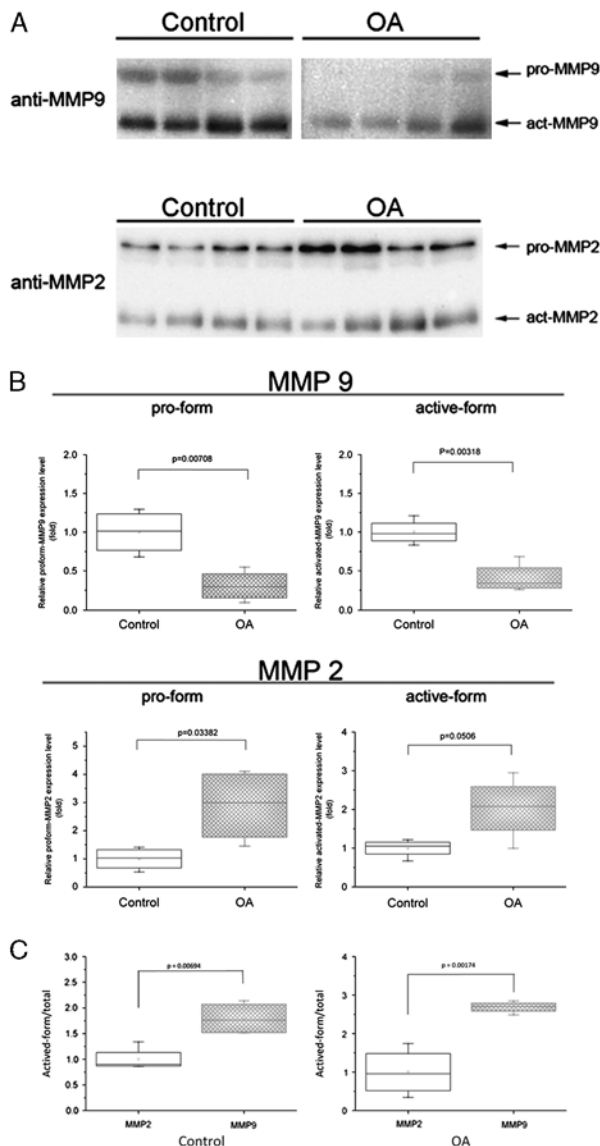 A
Control OA
anti-MMP9
pro-MMP9
act-MMP9
Control OA
anti-MMP2
pro-MMP2
act-MMP2
B
MMP 9
pro-form active-form
Relative proform-MMP9 expression level
(fold)
2.0
1.5
1.0
0.5
0.0
p=0.00708
Control OA
Relative activated-MMP9 expression level
(fold)
2.0
1.5
1.0
0.5
0.0
P=0.00318
Control OA
MMP 2
pro-form active-form
Relative proform-MMP2 expression level
(fold)
5
4
3
2
1
0
p=0.03382
Control OA
Relative activated-MMP2 expression level
(fold)
4
3
2
1
0
p=0.0506
Control OA
C
Actived-form/total
3.0
2.5
2.0
1.5
1.0
0.5
0.0
p = 0.00694
MMP2 MMP9
Control
Actived-form/total
4
3
2
1
0
p = 0.00174
MMP2 MMP9
OA